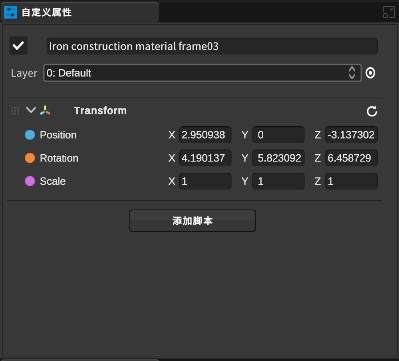 自定义属性
Iron construction material frame03
Layer 0: Default
Transform
Position X 2.950938 Y 0 Z -3.137302
Rotation X 4.190137 Y 5.823092 Z 6.458729
Scale X 1 Y 1 Z 1
添加脚本